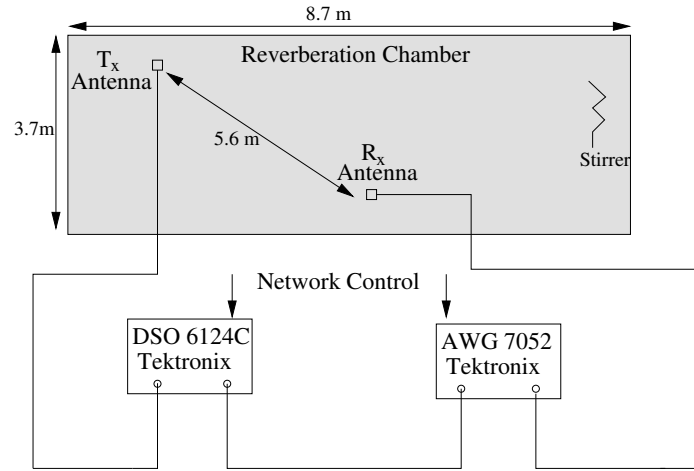 8.7 m
Reverberation Chamber
Tx
Antenna
3.7m
5.6 m
Rx
Antenna
Stirrer
Network Control
DSO 6124C
Tektronix
AWG 7052
Tektronix